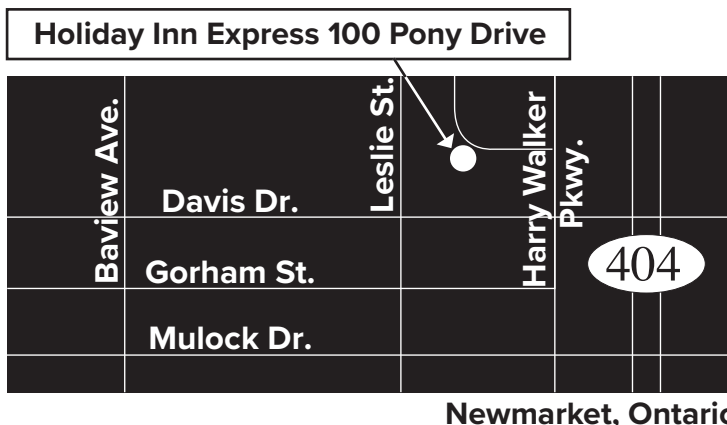 Holiday Inn Express 100 Pony Drive
Baview Ave.
Leslie St.
Harry Walker
Pkwy.
Davis Dr.
Gorham St.
404
Mulock Dr.
Newmarket, Ontario